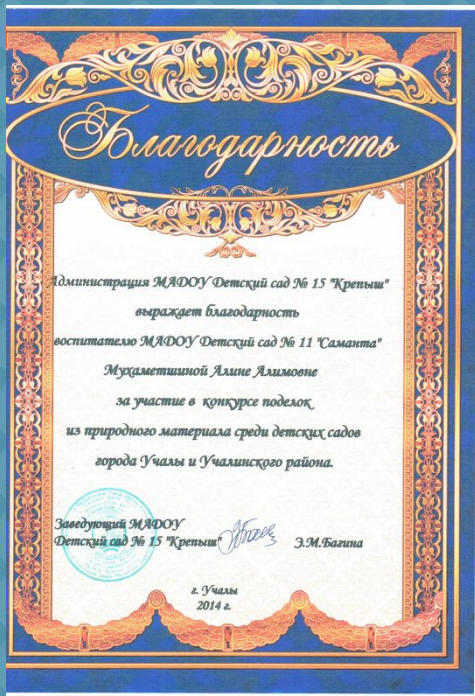 Благодарность
Администрация МАДОУ Детский сад № 15 "Крепыш"
выражает благодарность
воспитателю МАДОУ Детский сад № 11 "Саманта"
Мухаметшиной Алине Алимовне
за участие в конкурсе поделок
из природного материала среди детских садов
города Учалы и Учалинского района.
Заведующий МАДОУ
Детский сад № 15 "Крепыш" Э.М.Багина
г. Учалы
2014 г.